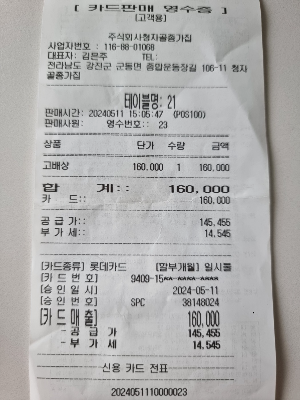 [ 카드판매 영수증 ]
[고객용]
주식회사청자골종가집
사업자번호 : 116-88-01068
대표자 : 김은주 TEL:
전라남도 강진군 군동면 종합운동장길 106-11 청자
골종가집
테이블명: 21
판매시간: 20240511 15:05:47 (POS100)
판매사원: 영수번호:: 23
상품 단가 수량 금액
고배상 160,000 1 160,000
합 계:: 160,000
카 드:: 160,000
공 급 가:: 145,455
부 가 세:: 14,545
[카드종류] 롯데카드 [할부개월] 일시불
[카 드 번 호] 9409-15**-****-****
[승 인 일 시] 2024-05-11
[승 인 번 호] SPC 38148024
[카드매출] 160,000
- 공 급 가 145,455
- 부 가 세 14,545
신용 카드 전표
2024051110000023